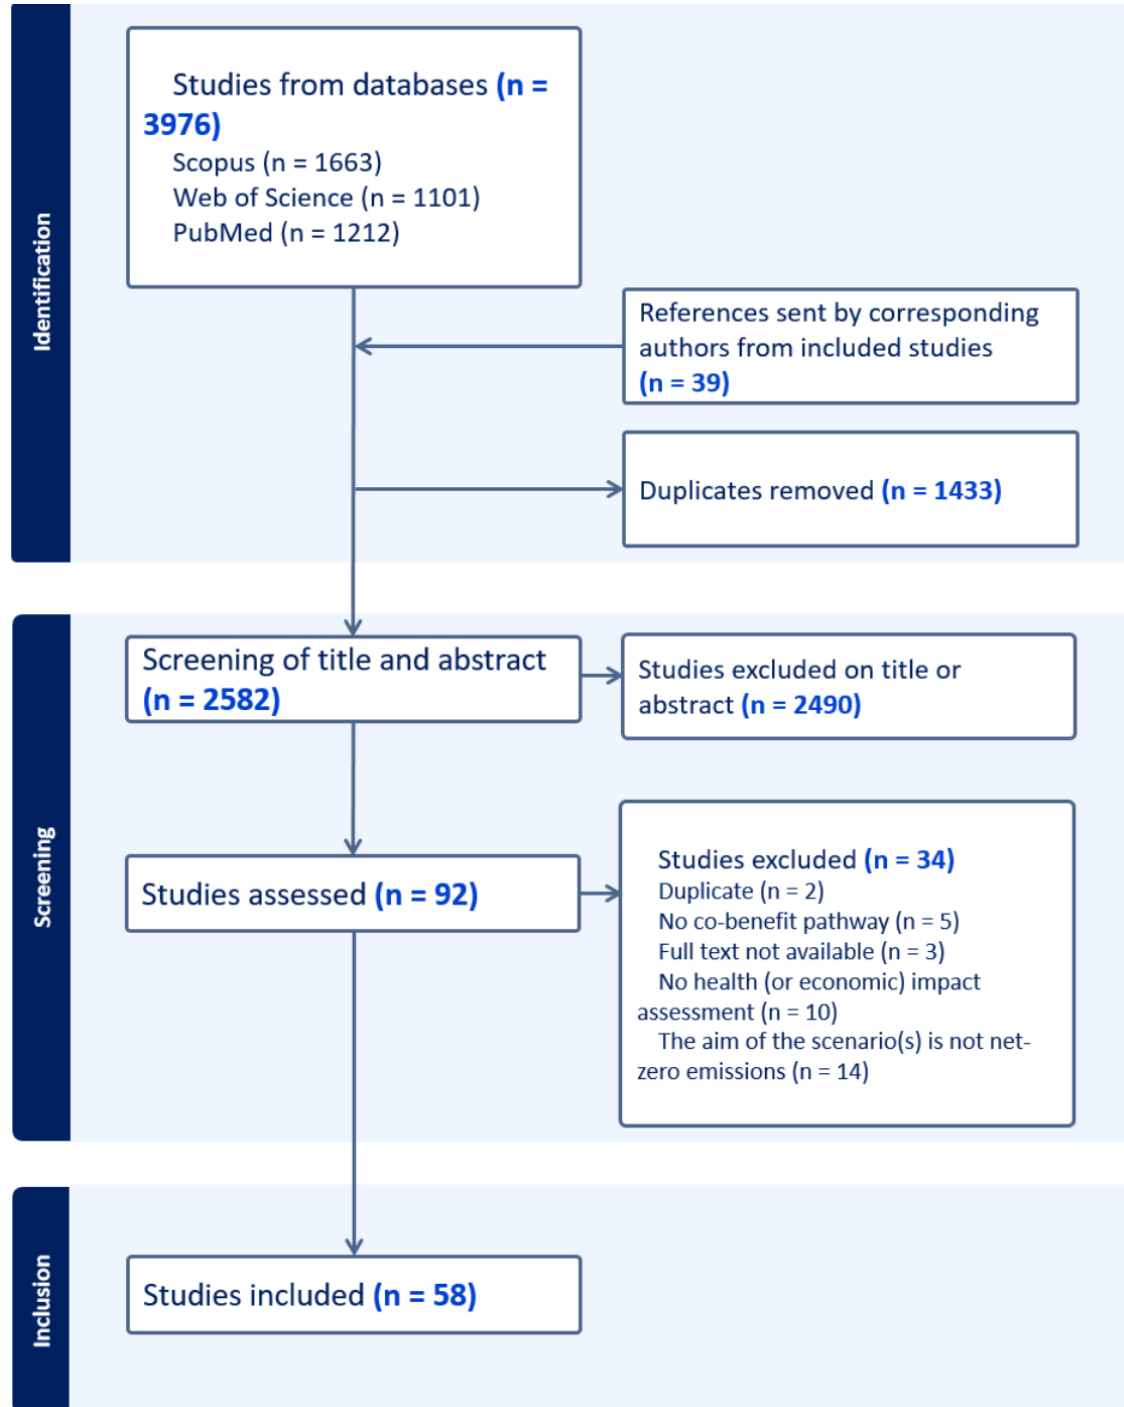 Identification
Studies from databases (n =
3976)
Scopus (n = 1663)
Web of Science (n = 1101)
PubMed (n = 1212)
References sent by corresponding
authors from included studies
(n = 39)
Duplicates removed (n = 1433)
Screening
Screening of title and abstract
(n = 2582)
Studies excluded on title or
abstract (n = 2490)
Studies assessed (n = 92)
Studies excluded (n = 34)
Duplicate (n = 2)
No co-benefit pathway (n = 5)
Full text not available (n = 3)
No health (or economic) impact
assessment (n = 10)
The aim of the scenario(s) is not net-
zero emissions (n = 14)
Inclusion
Studies included (n = 58)